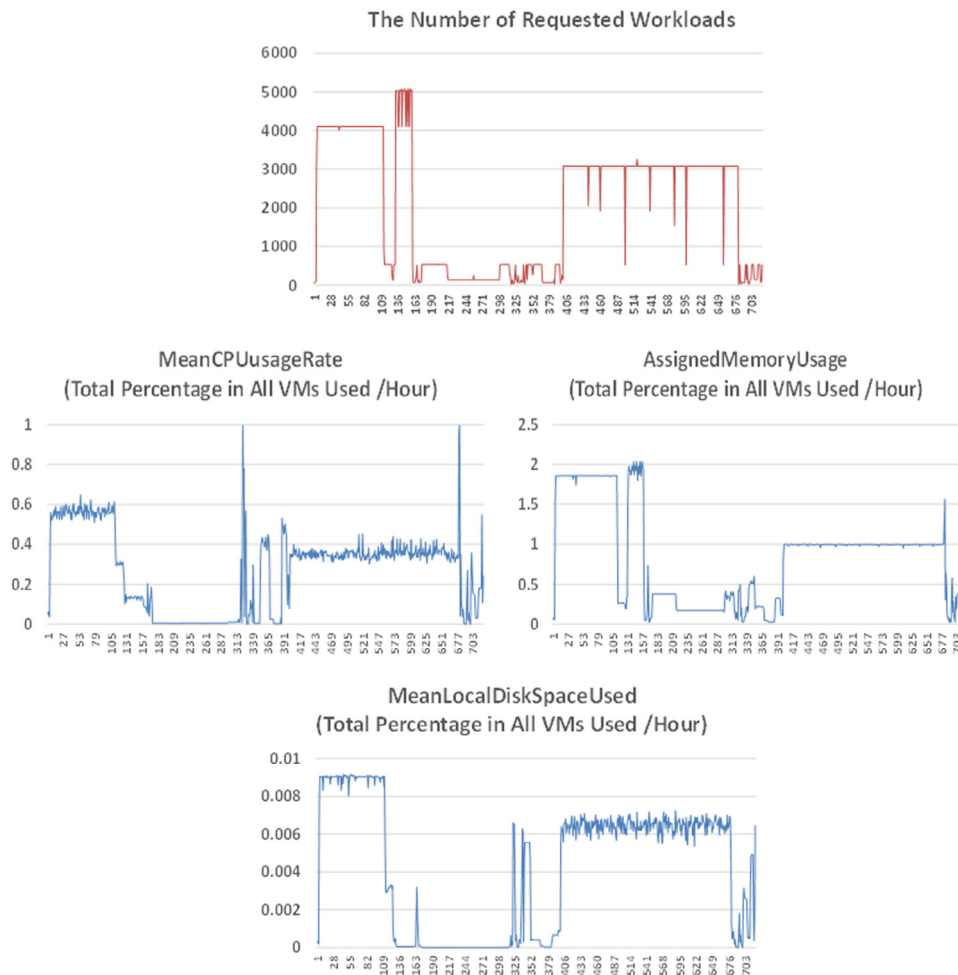 The Number of Requested Workloads
6000
5000
4000
3000
2000
1000
0
1 28 55 82 109 136 163 190 217 244 271 298 325 352 379 406 433 460 487 514 541 568 595 622 649 676 703
MeanCPUusageRate
(Total Percentage in All VMs Used /Hour)
1
0.8
0.6
0.4
0.2
0
1 27 53 79 105 131 157 183 209 235 261 287 313 339 365 391 417 443 469 495 521 547 573 599 625 651 677 703
AssignedMemoryUsage
(Total Percentage in All VMs Used /Hour)
2.5
2
1.5
1
0.5
0
1 27 53 79 105 131 157 183 209 235 261 287 313 339 365 391 417 443 469 495 521 547 573 599 625 651 677 703
MeanLocalDiskSpaceUsed
(Total Percentage in All VMs Used /Hour)
0.01
0.008
0.006
0.004
0.002
0
1 28 55 82 109 136 163 190 217 244 271 298 325 352 379 406 433 460 487 514 541 568 595 622 649 676 703